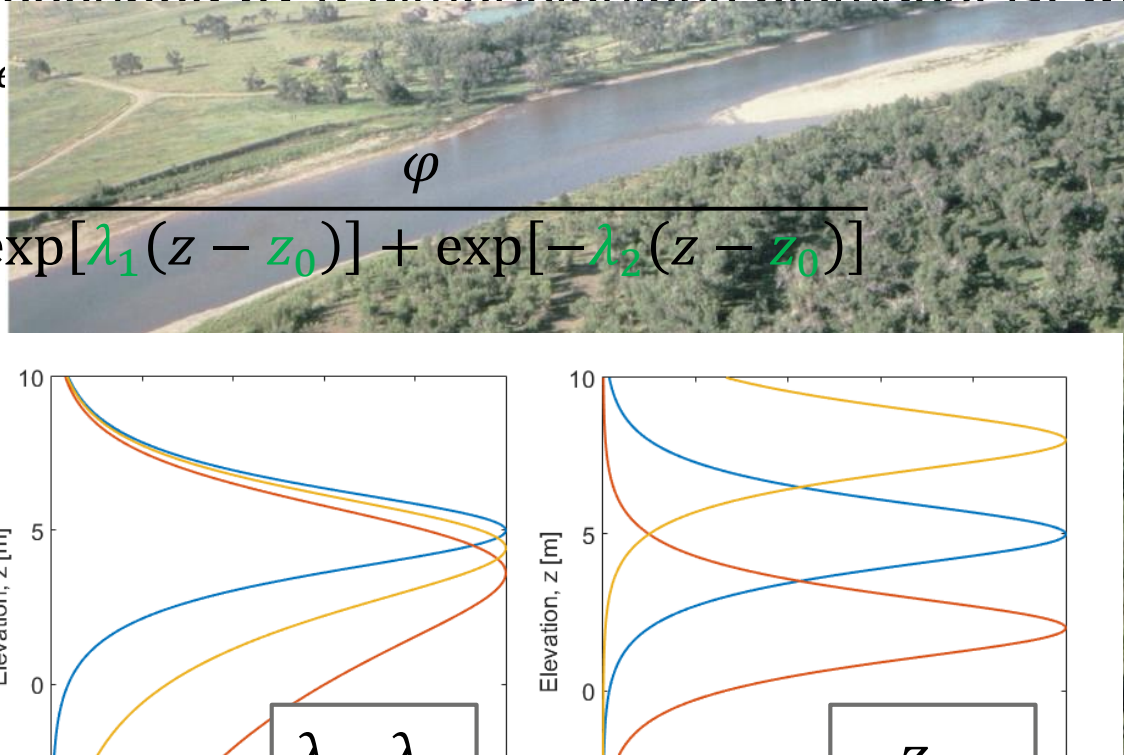 φ
exp[λ₁(z − z₀)] + exp[−λ₂(z − z₀)]
10
5
0
Elevation, z [m]
10
5
0
Elevation, z [m]
λ λ
z